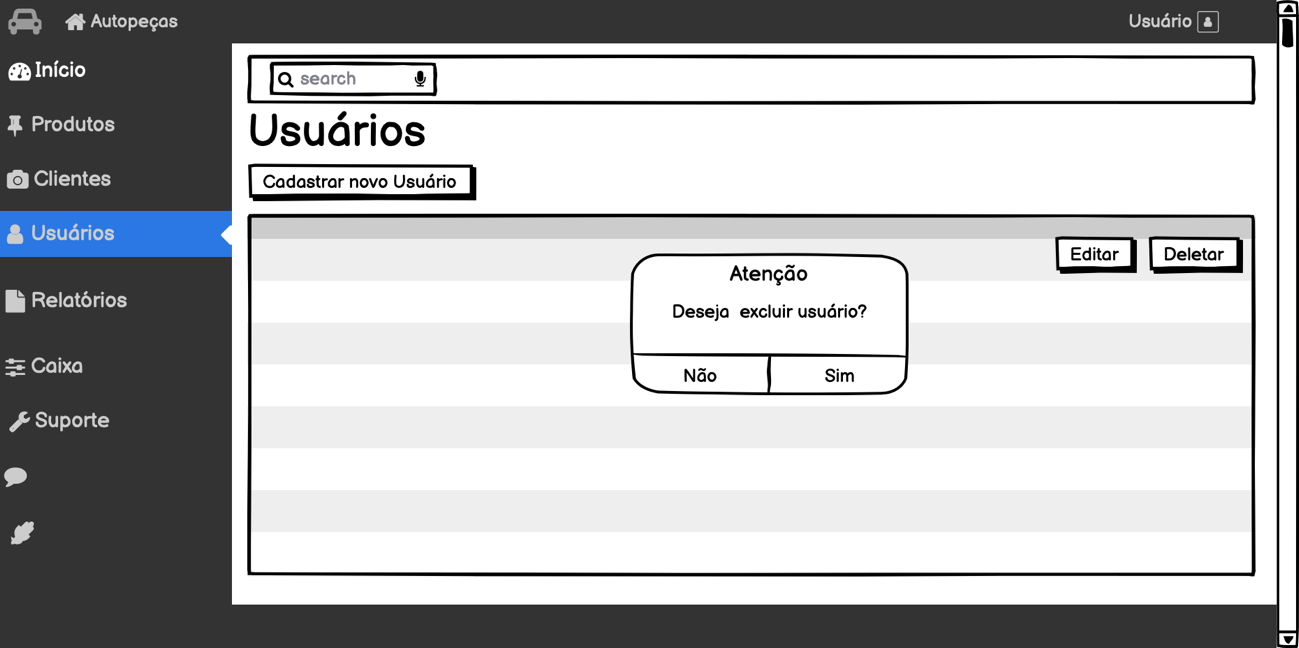 Autopeças
Usuário
Início
search
Produtos
Usuários
Clientes
Cadastrar novo Usuário
Usuários
Editar
Deletar
Atenção
Deseja excluir usuário?
Relatórios
Caixa
Não
Sim
Suporte